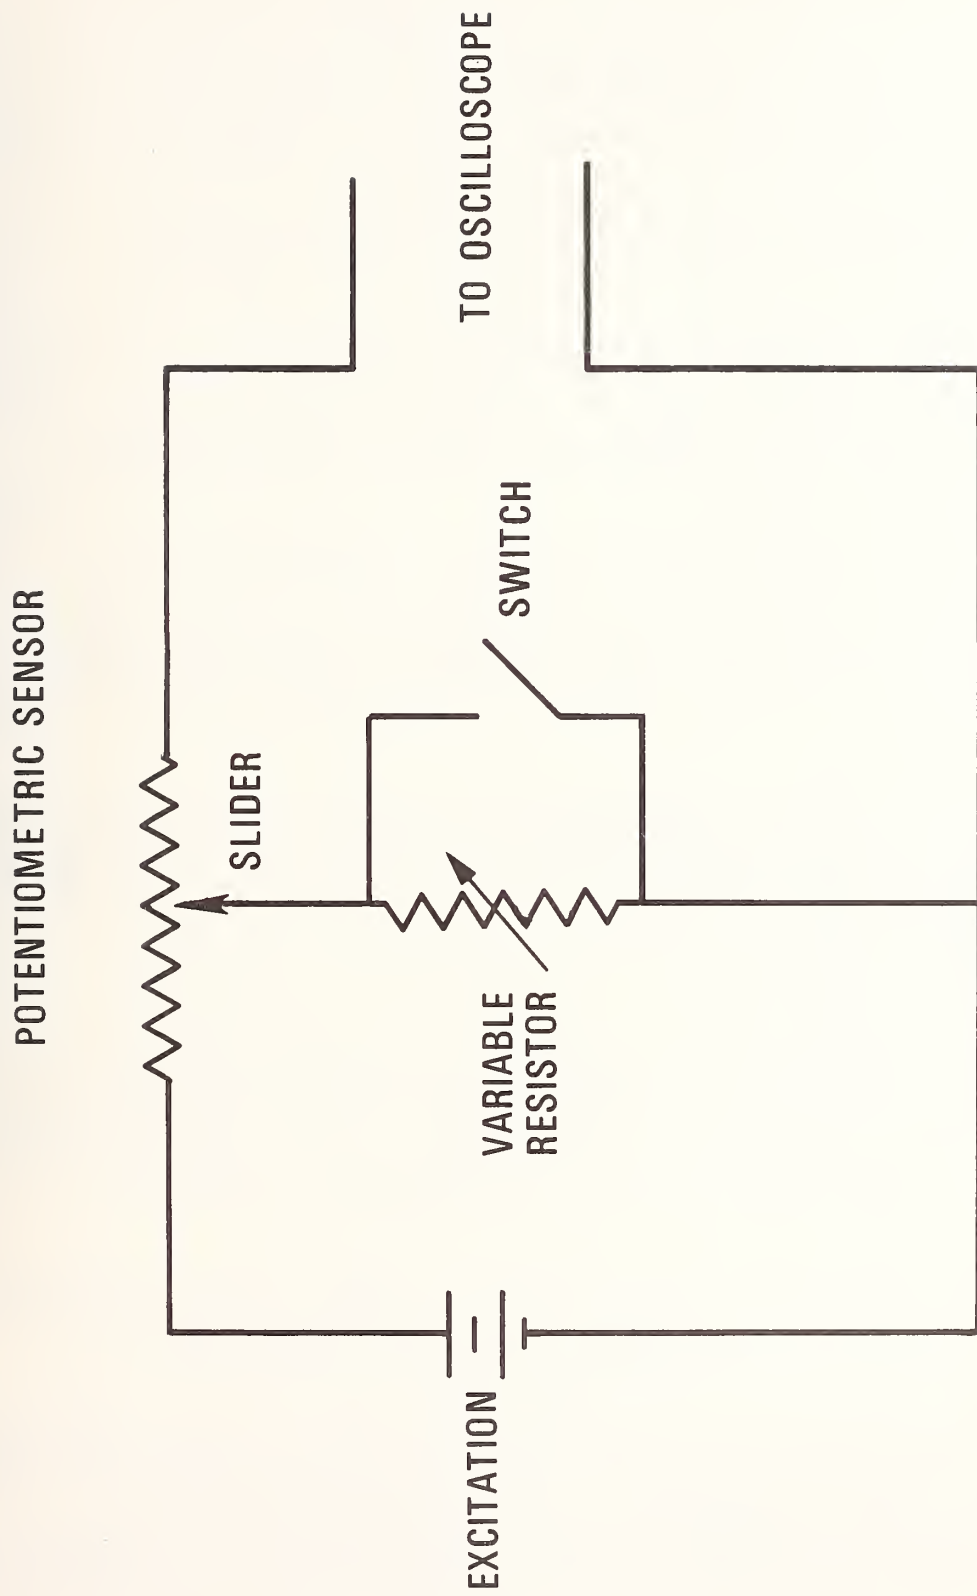 POTENTIOMETRIC SENSOR
SLIDER
VARIABLE
RESISTOR
SWITCH
EXCITATION
TO OSCILLOSCOPE